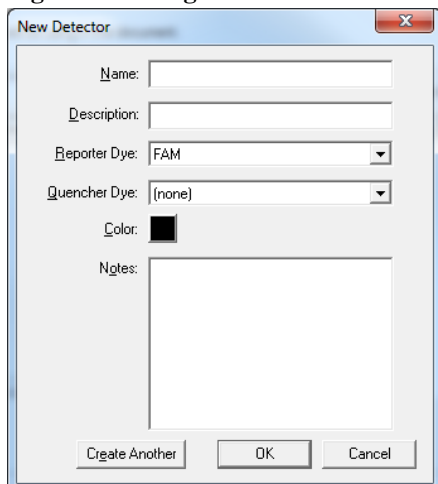 New Detector
Name:
Description:
Reporter Dye: FAM
Quencher Dye: (none)
Color:
Notes:
Create Another OK Cancel